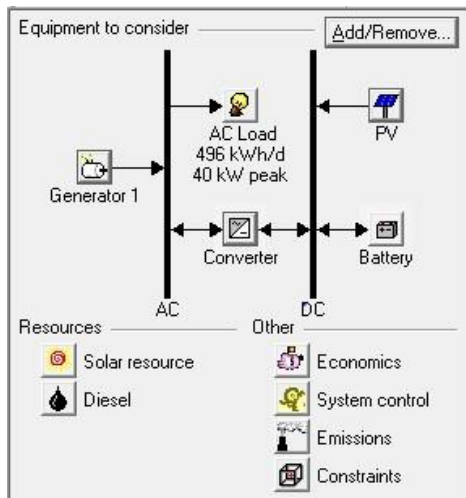 Equipment to consider
Add/Remove...
AC Load
496 kWh/d
40 kW peak
PV
Generator 1
Converter
Battery
AC
DC
Resources
Other
Solar resource
Economics
Diesel
System control
Emissions
Constraints